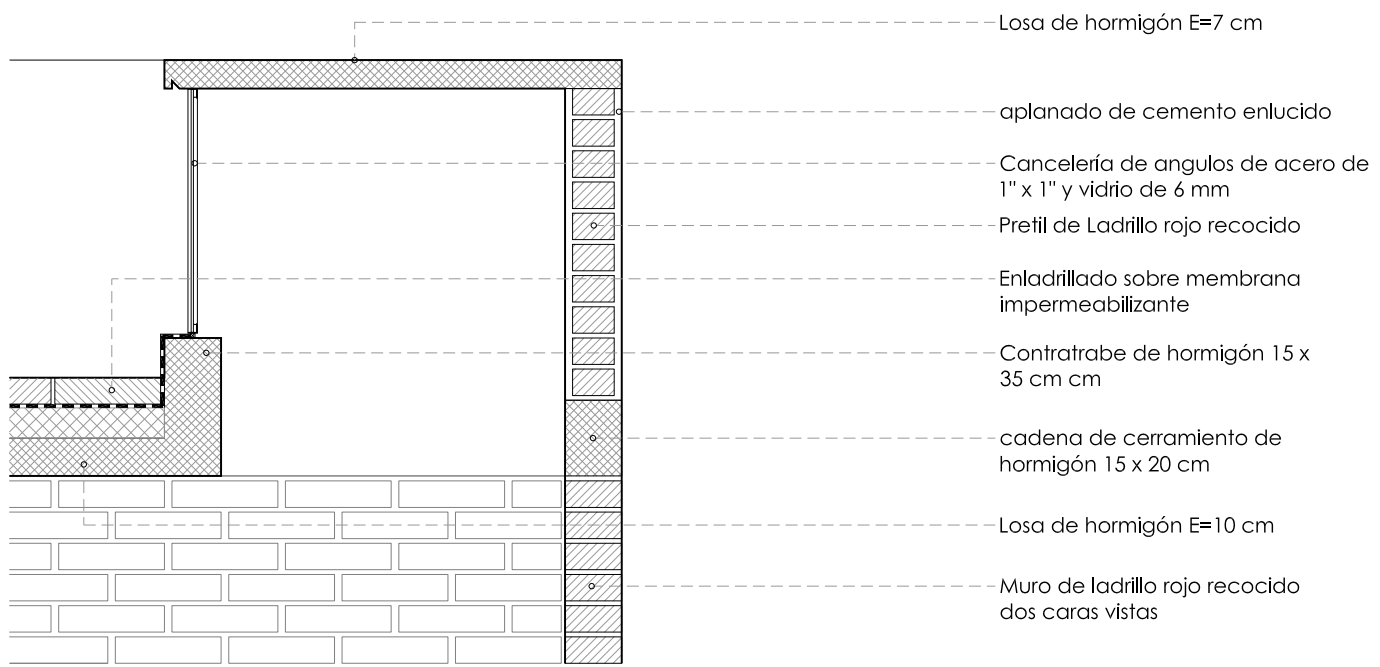 Losa de hormigón E=7 cm
aplanado de cemento enlucido
Cancelería de angulos de acero de
1" x 1" y vidrio de 6 mm
Pretil de Ladrillo rojo recocido
Enladrillado sobre membrana
impermeabilizante
Contratrabe de hormigón 15 x
35 cm cm
cadena de cerramiento de
hormigón 15 x 20 cm
Losa de hormigón E=10 cm
Muro de ladrillo rojo recocido
dos caras vistas